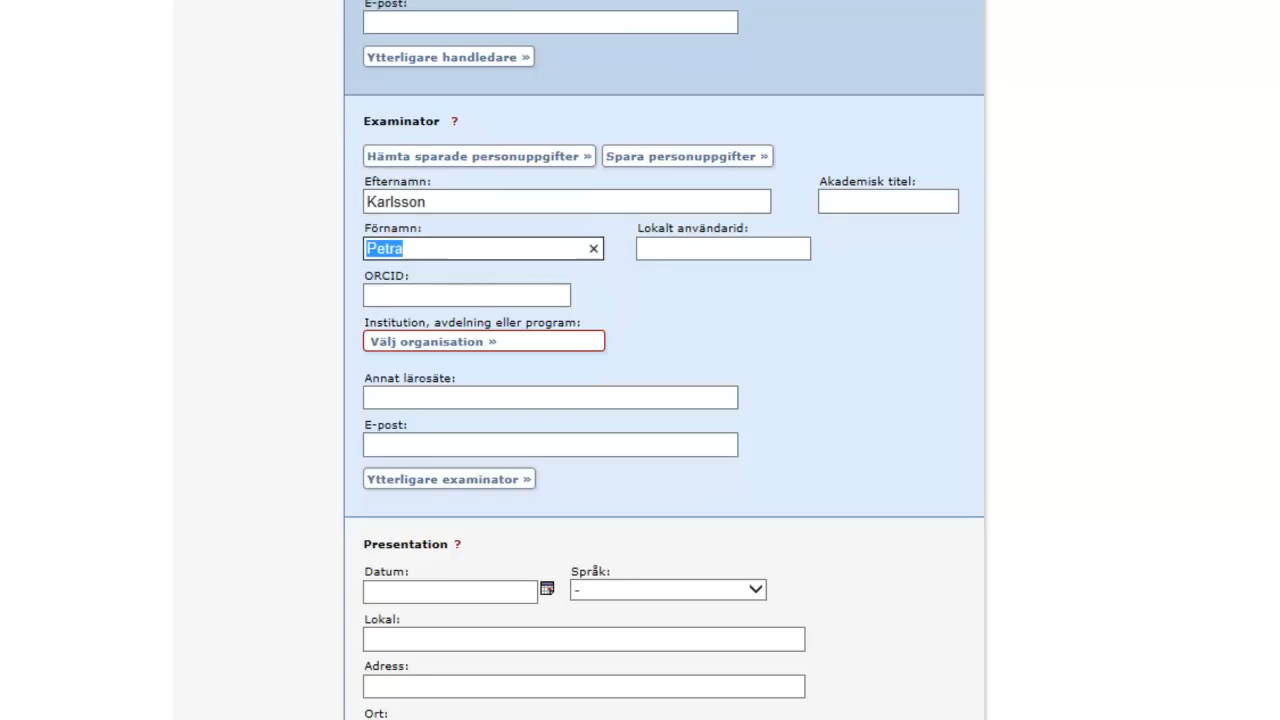 E-post:
Ytterligare handledare »
Examinator ?
Hämta sparade personuppgifter » Spara personuppgifter »
Efternamn: Akademisk titel:
Karlsson
Förnamn: Lokalt användarid:
Petra ×
ORCID:
Institution, avdelning eller program:
Välj organisation »
Annat lärosäte:
E-post:
Ytterligare examinator »
Presentation ?
Datum: Språk:
-
Lokal:
Adress:
Ort: